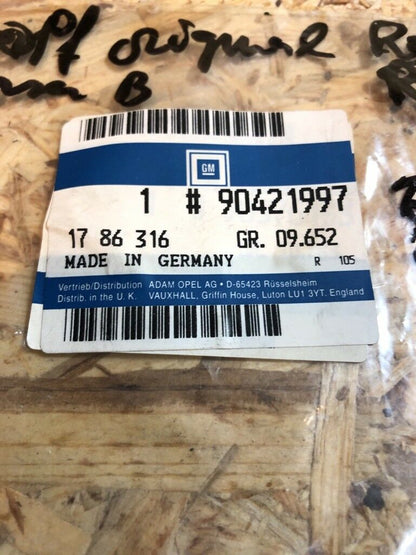 original
B
GM
1 # 90421997
17 86 316 GR. 09.652
MADE IN GERMANY R 105
Vertrieb/Distribution ADAM OPEL AG • D-65423 Rüsselsheim
Distrib. in the U. K. VAUXHALL, Griffin House, Luton LU1 3YT. England